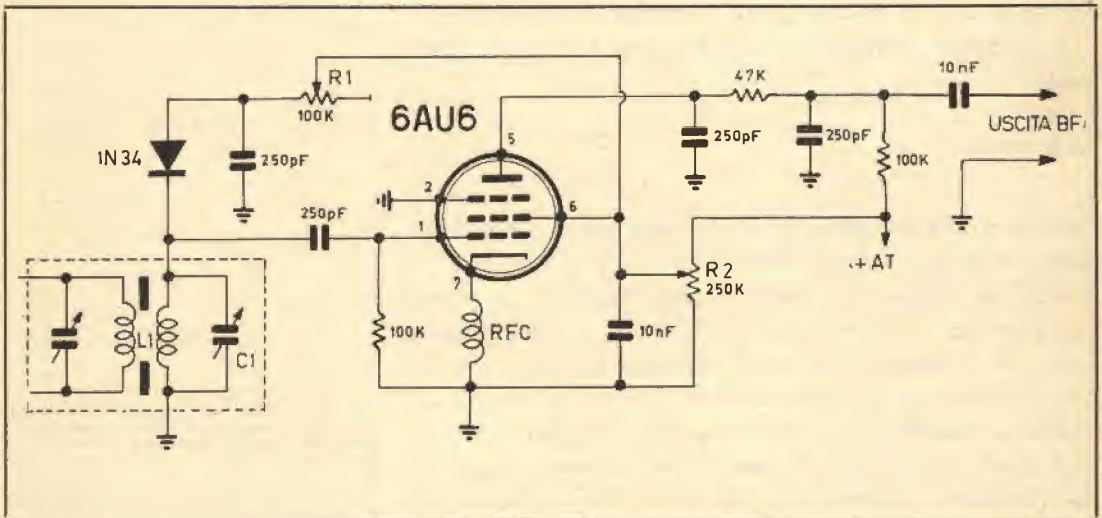 R1
100K
1N34
250pF
6AU6
5
2
1
6
7
250pF
100K
RFC
L1
C1
47K
250pF
250pF
10nF
USCITA BF
100K
+ AT
R2
250K
10nF